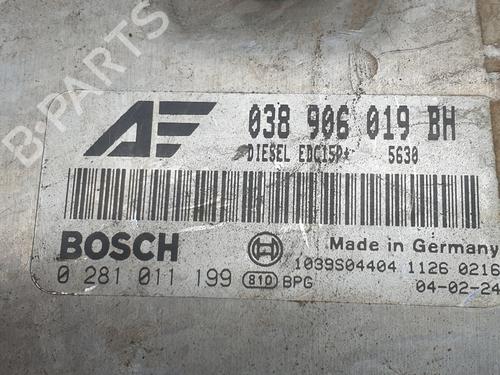 B-PARTS
AE
038 906 019 BH
DIESEL EDC15P+ 5630
BOSCH
Made in Germany
0 281 011 199
810 BPG
1039S04404 1126 0216
04-02-24